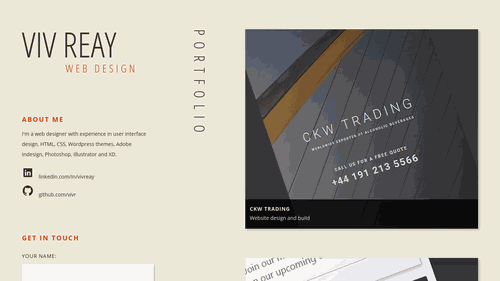 VIV REAY
WEB DESIGN
PORTFOLIO
ABOUT ME
I'm a web designer with experience in user interface
design, HTML, CSS, Wordpress themes, Adobe
Indesign, Photoshop, Illustrator and XD.
linkedin.com/in/vivreay
github.com/vivr
GET IN TOUCH
YOUR NAME:
CKW TRADING
WORLDWIDE EXPORTER OF ALCOHOLIC BEVERAGES
CALL US FOR A FREE QUOTE
+44 191 213 5566
CKW TRADING
Website design and build
Join our m
on our upcoming